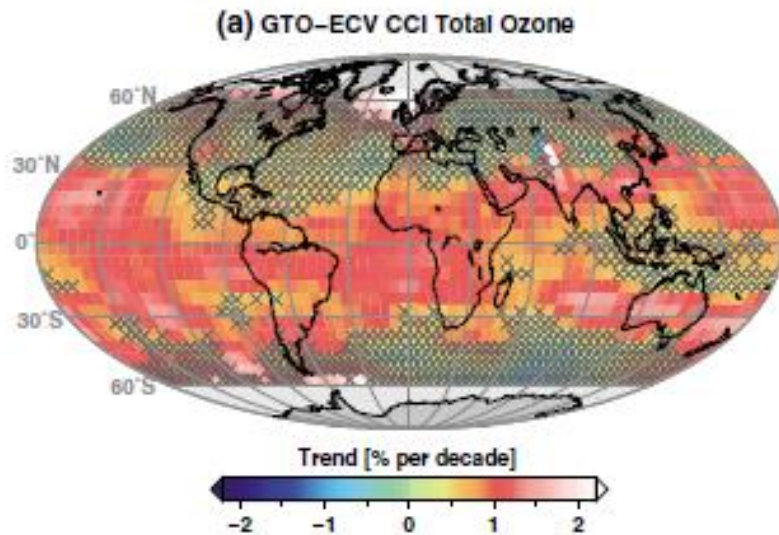 (a) GTO-ECV CCI Total Ozone
60°N
30°N
0°
30°S
60°S
Trend [% per decade]
−2 −1 0 1 2